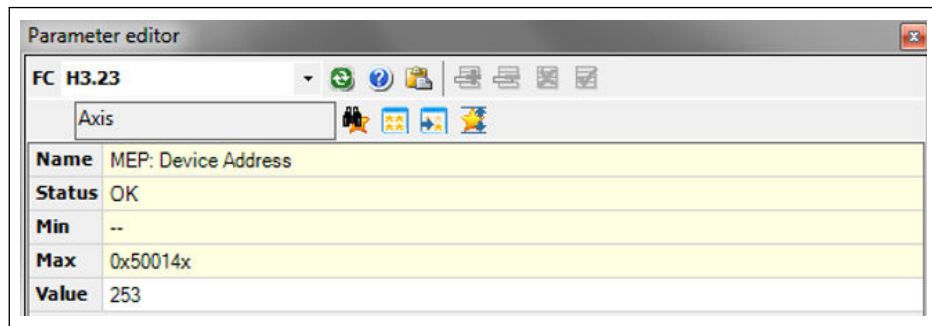 Parameter editor
FC H3.23
Axis
Name MEP: Device Address
Status OK
Min --
Max 0x50014x
Value 253